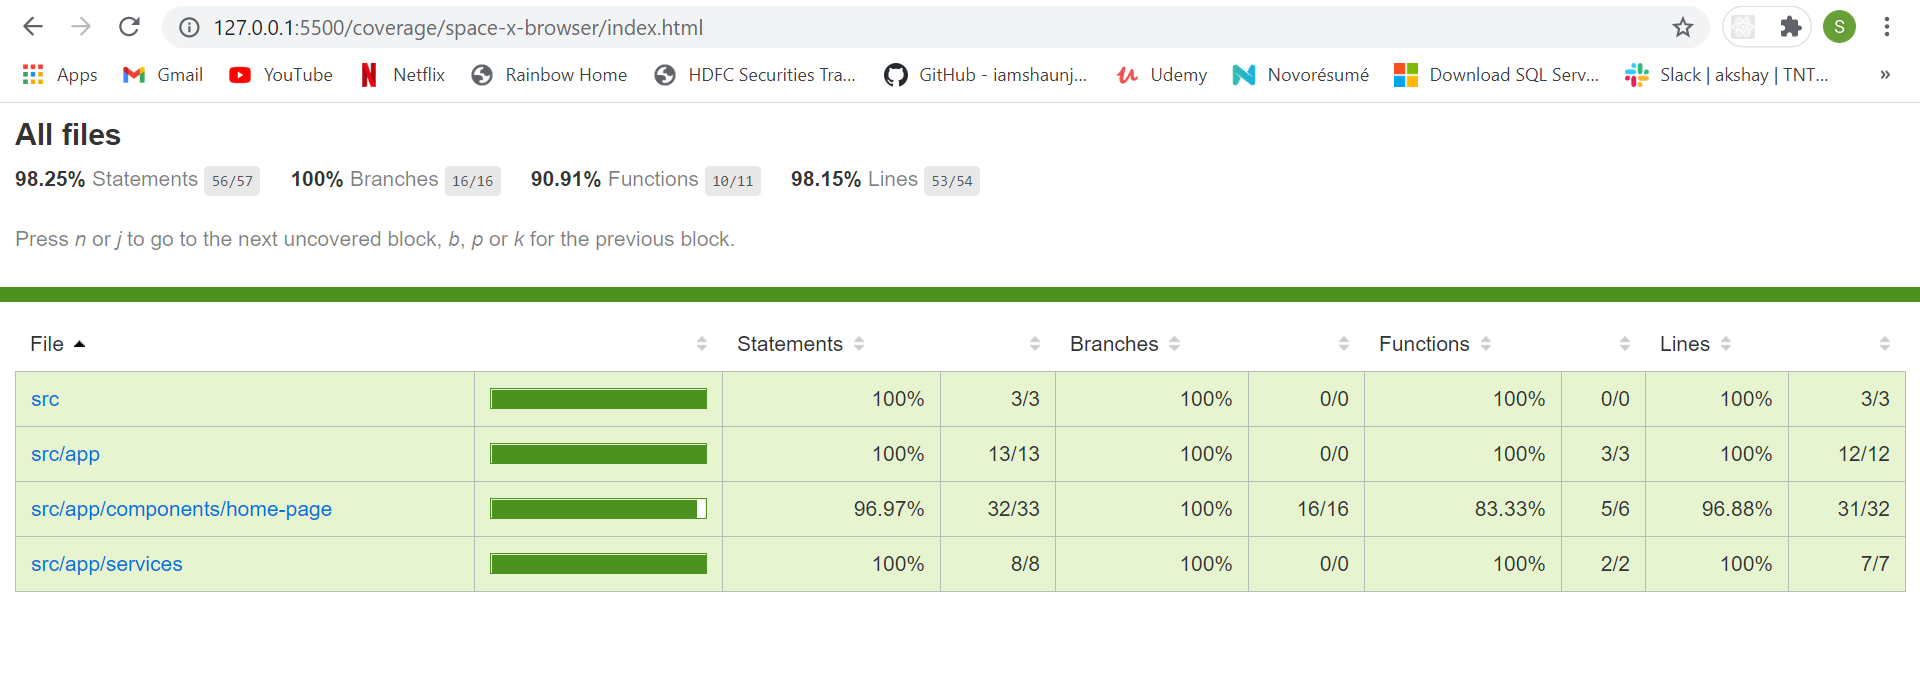 127.0.0.1:5500/coverage/space-x-browser/index.html
S
Apps Gmail YouTube Netflix Rainbow Home HDFC Securities Tra... GitHub - iamshaunj... Udemy Novorésumé Download SQL Serv... Slack | akshay | TNT... »
All files
98.25% Statements 56/57 100% Branches 16/16 90.91% Functions 10/11 98.15% Lines 53/54
Press n or j to go to the next uncovered block, b, p or k for the previous block.
File Statements Branches Functions Lines
src 100% 3/3 100% 0/0 100% 0/0 100% 3/3
src/app 100% 13/13 100% 0/0 100% 3/3 100% 12/12
src/app/components/home-page 96.97% 32/33 100% 16/16 83.33% 5/6 96.88% 31/32
src/app/services 100% 8/8 100% 0/0 100% 2/2 100% 7/7